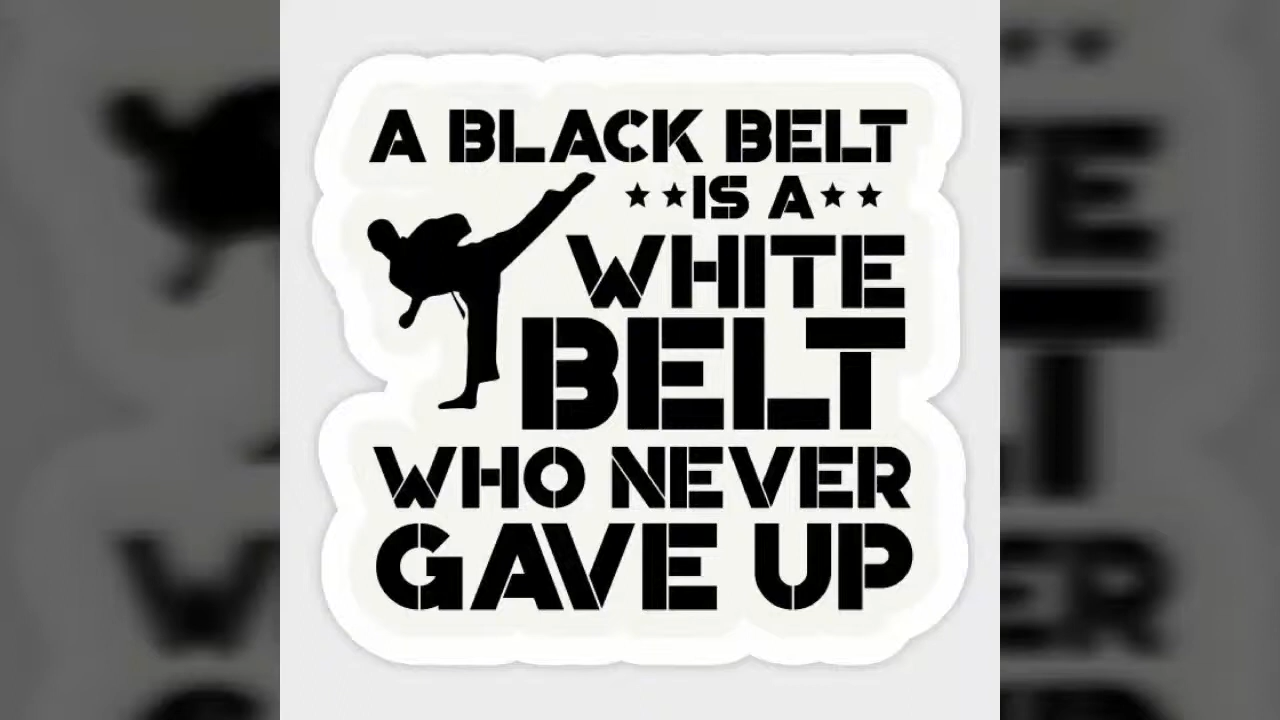 A BLACK BELT
★★IS A★★
WHITE
BELT
WHO NEVER
GAVE UP